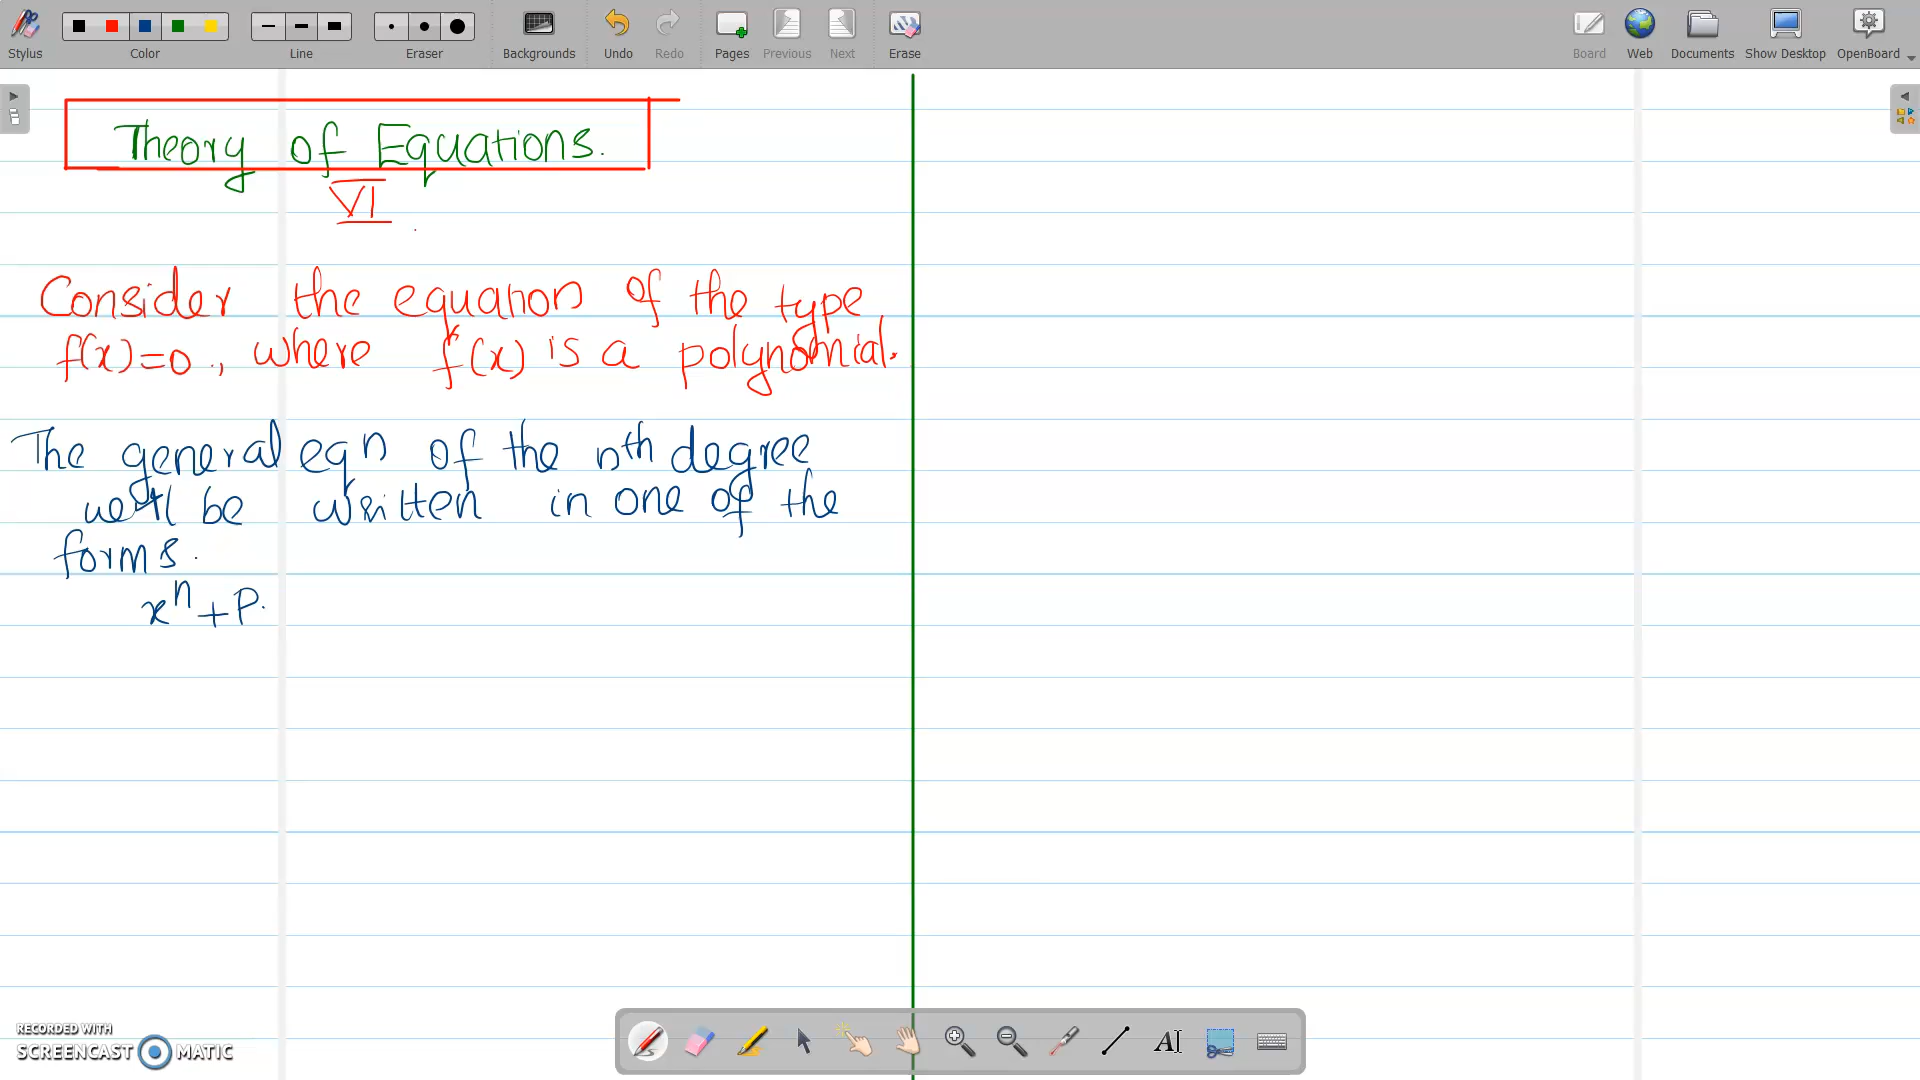 Stylus Color Line Eraser Backgrounds Undo Redo Pages Previous Next Erase Board Web Documents Show Desktop OpenBoard
Theory of Equations.
VI
Consider the equation of the type
f(x)=0., where f(x) is a polynomial.
The general eqn of the nth degree
will be written in one of the
forms.
xⁿ + P.
RECORDED WITH
SCREENCAST MATIC